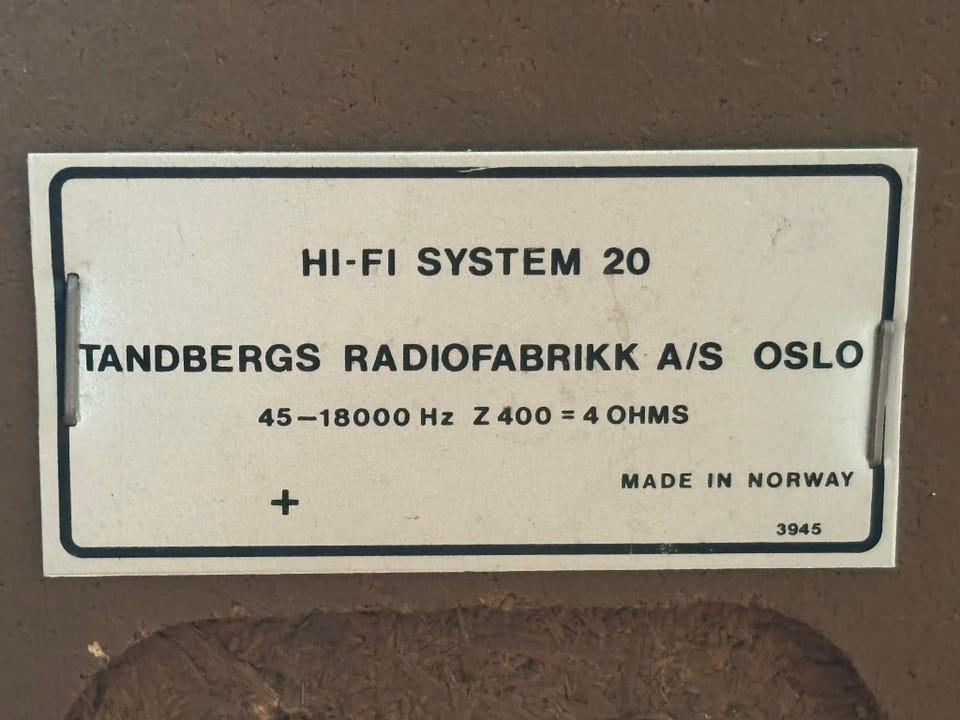 HI-FI SYSTEM 20
TANDBERGS RADIOFABRIKK A/S OSLO
45–18000 Hz Z 400 = 4 OHMS
MADE IN NORWAY
+
3945